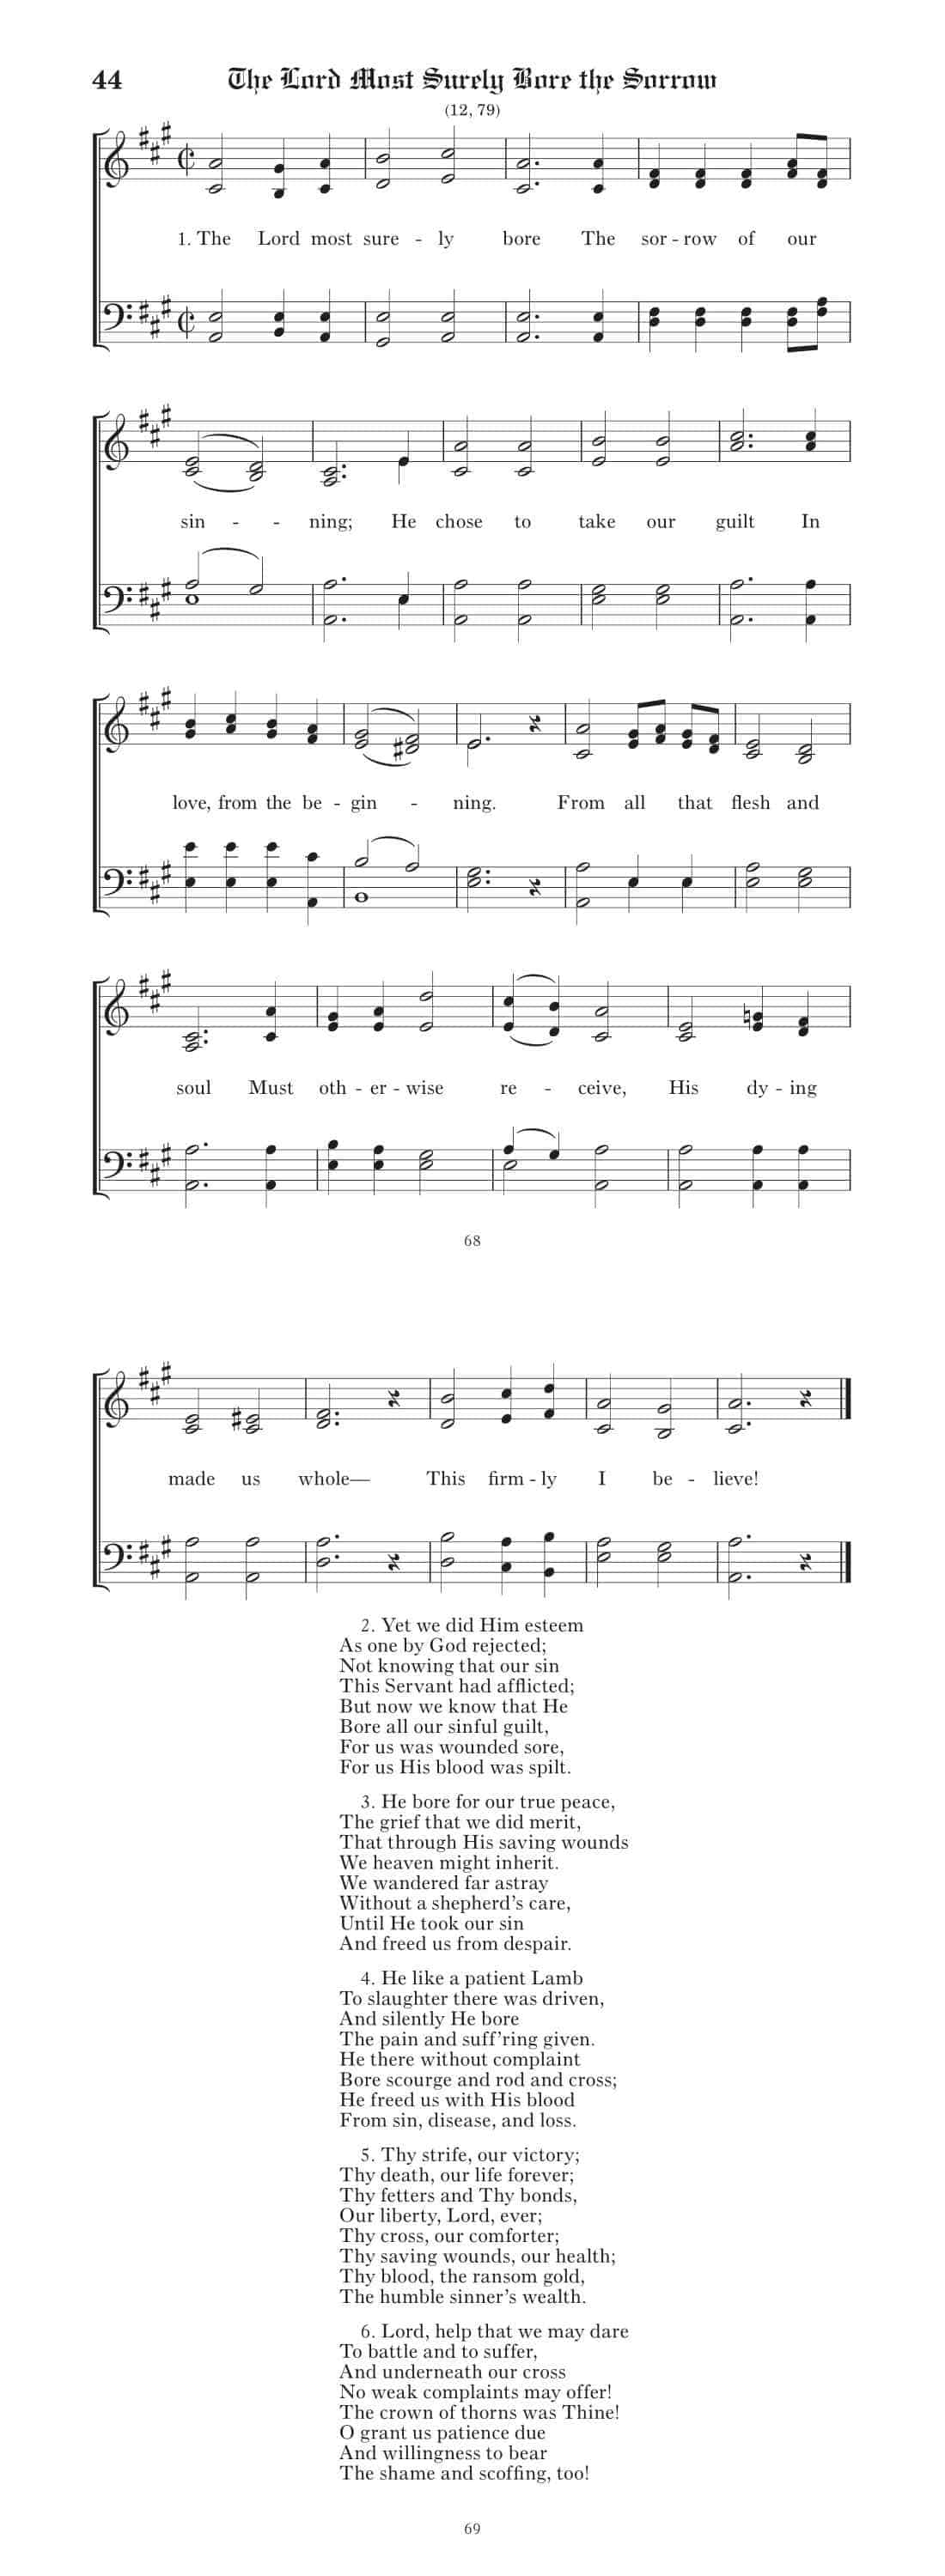 44 The Lord Most Surely Bore the Sorrow
(12, 79)
1. The Lord most sure - ly bore The sor - row of our
sin - - ning; He chose to take our guilt In
love, from the be - gin - ning. From all that flesh and
soul Must oth - er - wise re - ceive, His dy - ing
68
made us whole— This firm - ly I be - lieve!
2. Yet we did Him esteem
As one by God rejected;
Not knowing that our sin
This Servant had afflicted;
But now we know that He
Bore all our sinful guilt,
For us was wounded sore,
For us His blood was spilt.
3. He bore for our true peace,
The grief that we did merit,
That through His saving wounds
We heaven might inherit.
We wandered far astray
Without a shepherd’s care,
Until He took our sin
And freed us from despair.
4. He like a patient Lamb
To slaughter there was driven,
And silently He bore
The pain and suff’ring given.
He there without complaint
Bore scourge and rod and cross;
He freed us with His blood
From sin, disease, and loss.
5. Thy strife, our victory;
Thy death, our life forever;
Thy fetters and Thy bonds,
Our liberty, Lord, ever;
Thy cross, our comforter;
Thy saving wounds, our health;
Thy blood, the ransom gold,
The humble sinner’s wealth.
6. Lord, help that we may dare
To battle and to suffer,
And underneath our cross
No weak complaints may offer!
The crown of thorns was Thine!
O grant us patience due
And willingness to bear
The shame and scoffing, too!
69